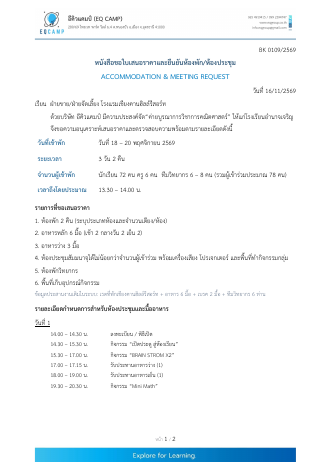 อีคิวแคมป์ (EQ CAMP)
EQCAMP
BK 0109/2569
หนังสือขอใบเสนอราคาและยืนยันห้องพัก/ห้องประชุม
ACCOMMODATION & MEETING REQUEST
วันที่ 16/11/2569
เรียน ฝ่ายขาย/ฝ่ายจัดเลี้ยง โรงแรมเชียงคานฮิลล์รีสอร์ท
ด้วยบริษัท อีคิวแคมป์ มีความประสงค์จัด"ค่ายบูรณาการวิชาการคณิตศาสตร์" ให้แก่โรงเรียนอำนาจเจริญ
จึงขอความอนุเคราะห์เสนอราคาและตรวจสอบความพร้อมตามรายละเอียดดังนี้
วันที่เข้าพัก วันที่ 18 – 20 พฤศจิกายน 2569
ระยะเวลา 3 วัน 2 คืน
จำนวนผู้เข้าพัก นักเรียน 72 คน ครู 6 คน ทีมวิทยากร 6 – 8 คน (รวมผู้เข้าร่วมประมาณ 78 คน)
เวลาถึงโดยประมาณ 13.30 – 14.00 น.
รายการที่ขอเสนอราคา
1. ห้องพัก 2 คืน (ระบุประเภทห้องและจำนวนเตียง/ห้อง)
2. อาหารหลัก 6 มื้อ (เช้า 2 กลางวัน 2 เย็น 2)
3. อาหารว่าง 3 มื้อ
4. ห้องประชุมสัมมนาจุได้ไม่น้อยกว่าจำนวนผู้เข้าร่วม พร้อมเครื่องเสียง โปรเจกเตอร์ และพื้นที่ทำกิจกรรมกลุ่ม
5. ห้องพักวิทยากร
6. พื้นที่เก็บอุปกรณ์กิจกรรม
รายละเอียดกำหนดการสำหรับห้องประชุมและมื้ออาหาร
วันที่ 1
14.00 – 14.30 น. ลงทะเบียน / พิธีเปิด
14.30 – 15.30 น. กิจกรรม "เปิดประตู สู่ห้องเรียน"
15.30 – 17.00 น. กิจกรรม "BRAIN STROM X2"
17.00 – 17.15 น. รับประทานอาหารว่าง (1)
18.00 – 19.00 น. รับประทานอาหารเย็น (1)
19.30 – 20.30 น. กิจกรรม "Mini Math"
หน้า 1 / 2
Explore for Learning